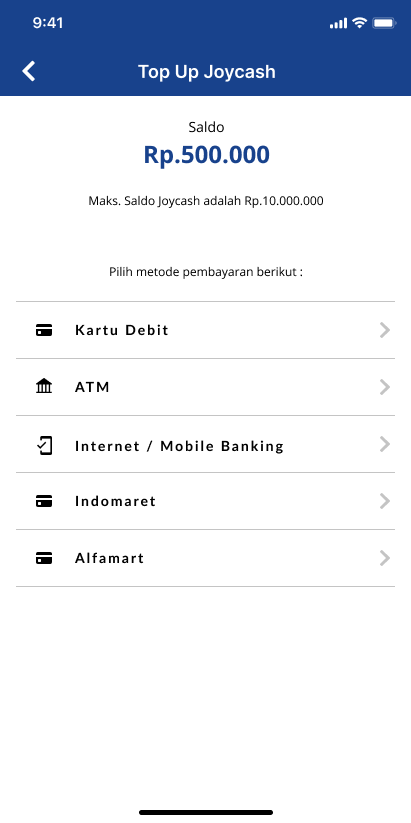 9:41
Top Up Joycash
Saldo
Rp.500.000
Maks. Saldo Joycash adalah Rp.10.000.000
Pilih metode pembayaran berikut :
Kartu Debit
ATM
Internet / Mobile Banking
Indomaret
Alfamart